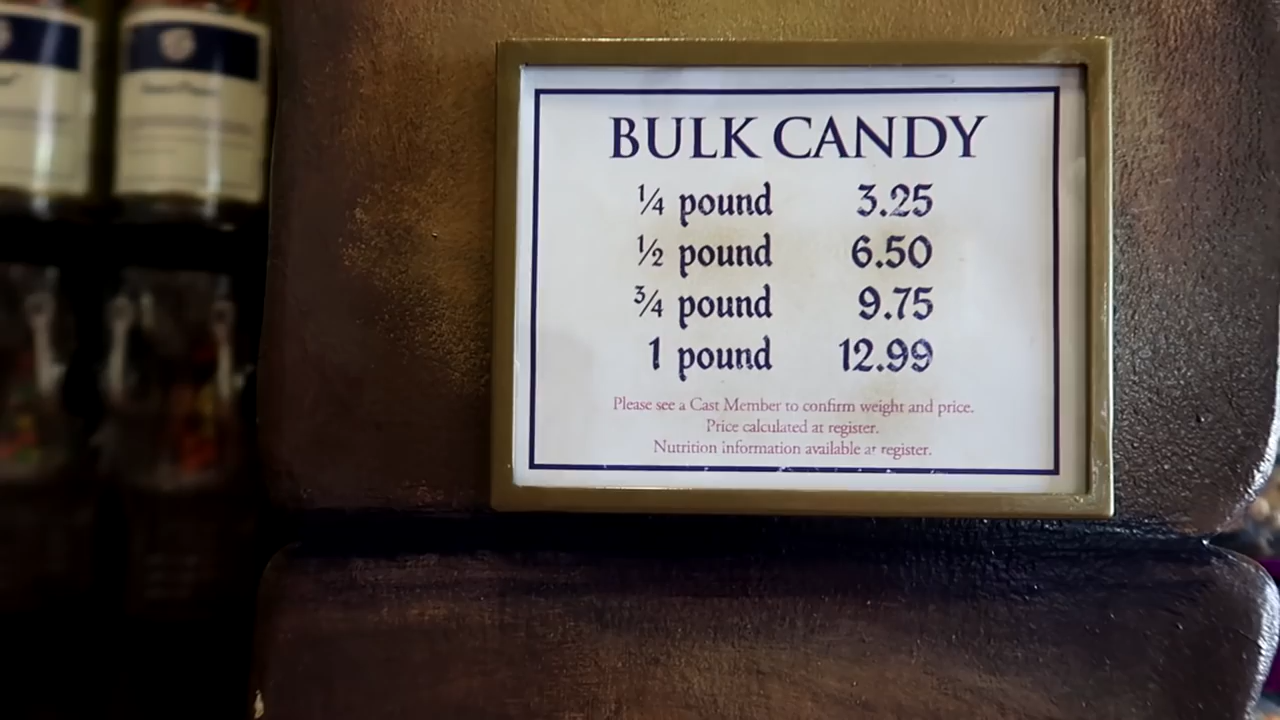 BULK CANDY
¼ pound 3.25
½ pound 6.50
¾ pound 9.75
1 pound 12.99
Please see a Cast Member to confirm weight and price.
Price calculated at register.
Nutrition information available at register.